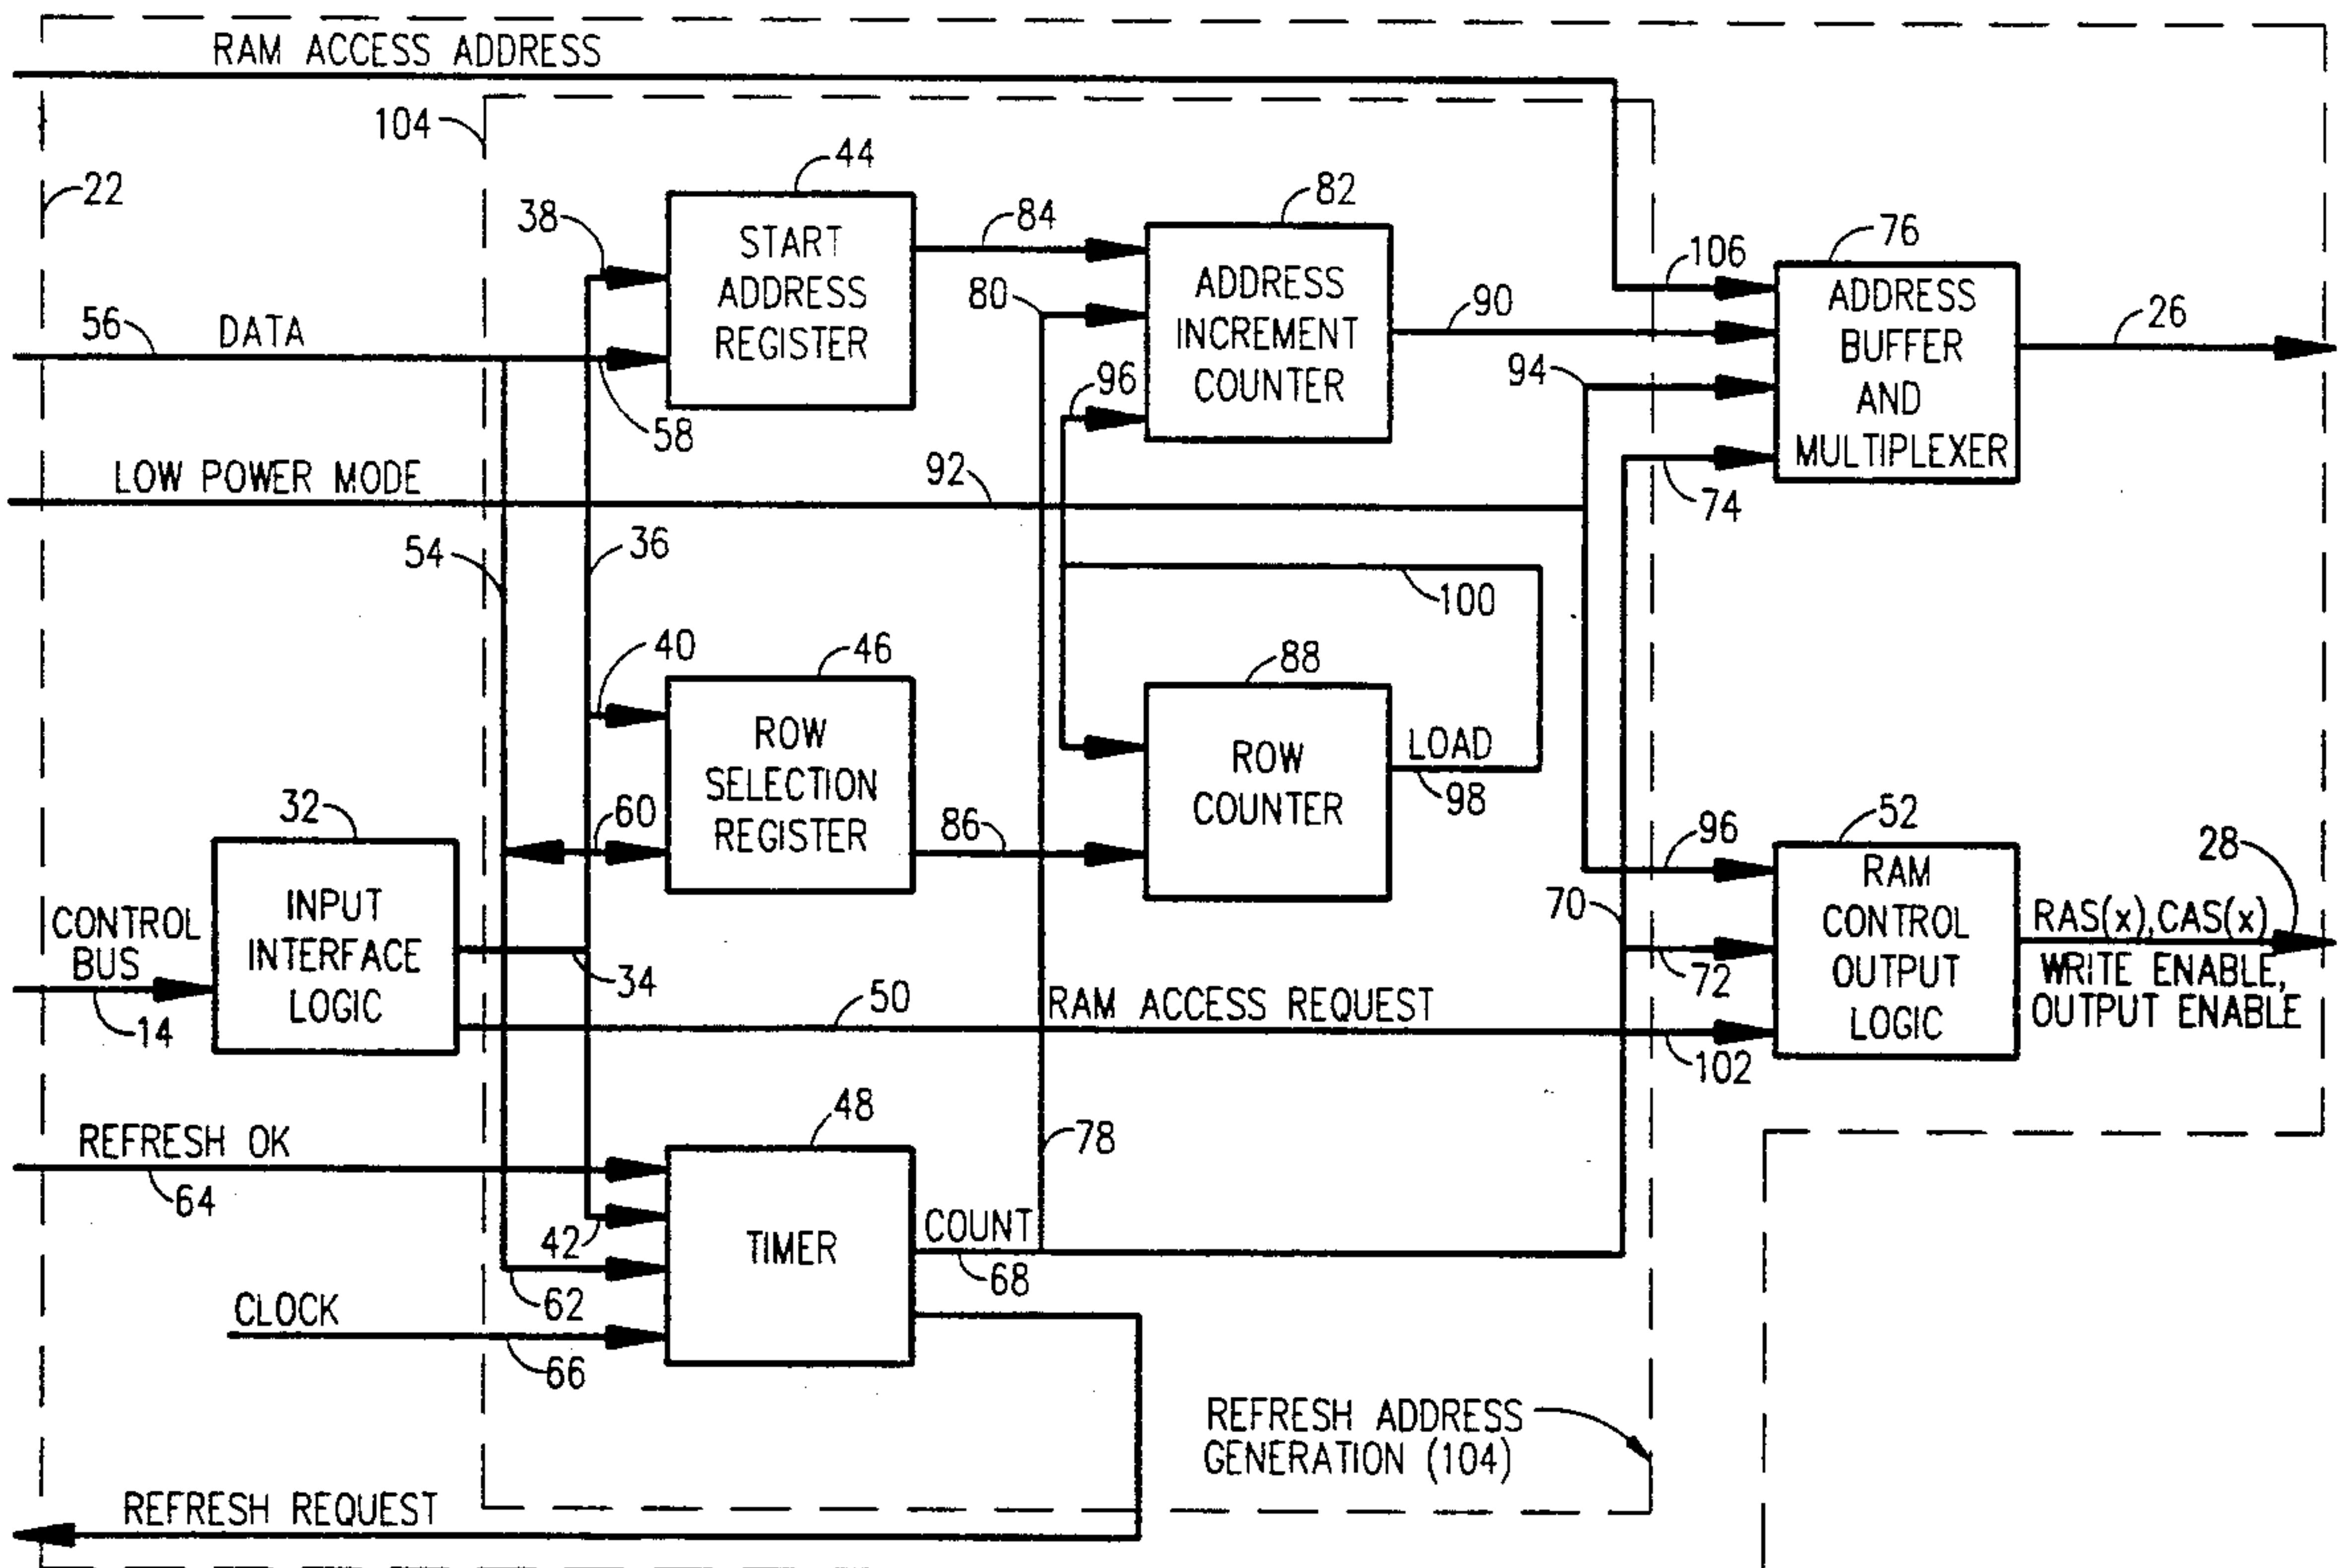 RAM ACCESS ADDRESS
104
22
44
38
START
ADDRESS
REGISTER
84
82
80
ADDRESS
INCREMENT
COUNTER
96
106
76
ADDRESS
BUFFER
AND
MULTIPLEXER
90
94
74
26
56
DATA
58
LOW POWER MODE
92
54
36
100
40
46
ROW
SELECTION
REGISTER
60
86
88
ROW
COUNTER
LOAD
98
32
INPUT
INTERFACE
LOGIC
CONTROL
BUS
14
34
50
RAM ACCESS REQUEST
70
96
72
102
52
RAM
CONTROL
OUTPUT
LOGIC
28
RAS(x),CAS(x)
WRITE ENABLE,
OUTPUT ENABLE
REFRESH OK
64
48
TIMER
42
62
COUNT
68
78
CLOCK
66
REFRESH ADDRESS
GENERATION (104)
REFRESH REQUEST